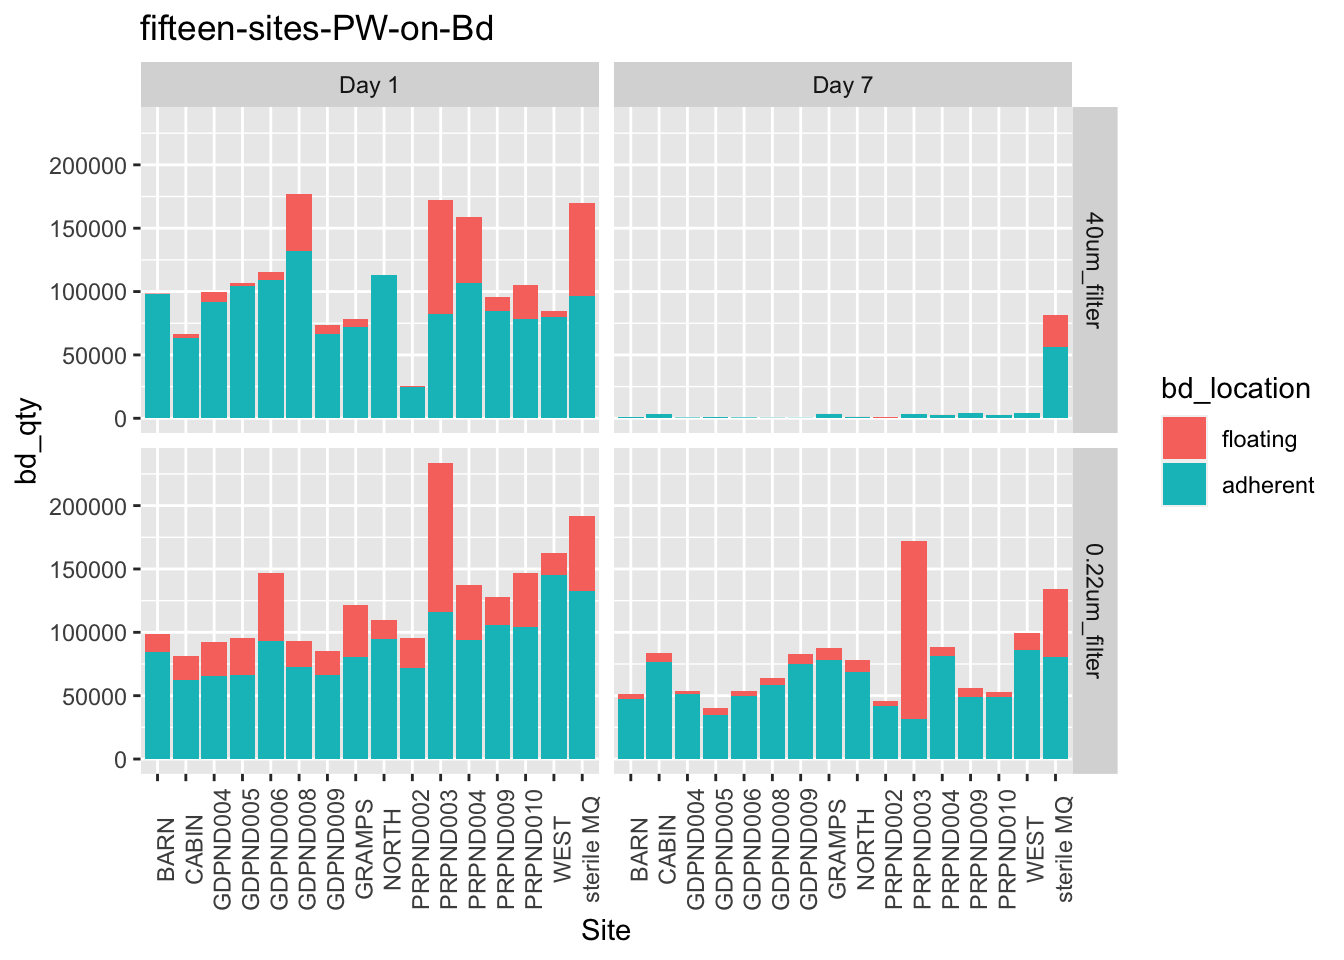 fifteen-sites-PW-on-Bd
Day 1
Day 7
200000
150000
100000
50000
0
40um_filter
200000
150000
100000
50000
0
0.22um_filter
bd_qty
BARN
CABIN
GDPND004
GDPND005
GDPND006
GDPND008
GDPND009
GRAMPS
NORTH
PRPND002
PRPND003
PRPND004
PRPND009
PRPND010
WEST
sterile MQ
BARN
CABIN
GDPND004
GDPND005
GDPND006
GDPND008
GDPND009
GRAMPS
NORTH
PRPND002
PRPND003
PRPND004
PRPND009
PRPND010
WEST
sterile MQ
Site
bd_location
floating
adherent